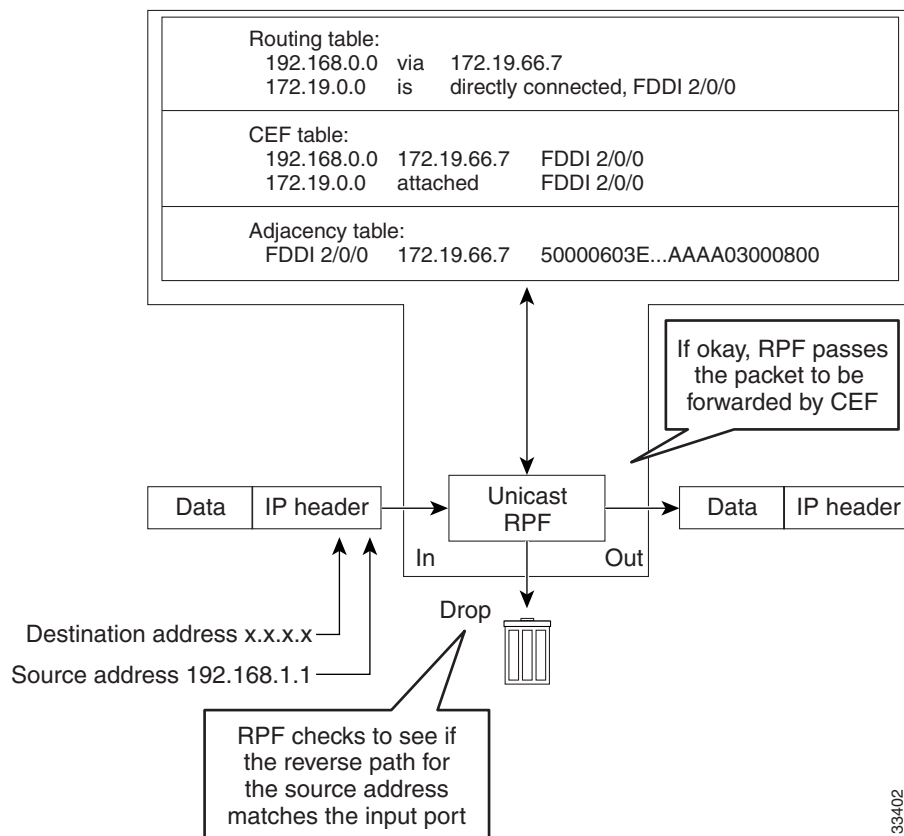 Routing table:
192.168.0.0 via 172.19.66.7
172.19.0.0 is directly connected, FDDI 2/0/0
CEF table:
192.168.0.0 172.19.66.7 FDDI 2/0/0
172.19.0.0 attached FDDI 2/0/0
Adjacency table:
FDDI 2/0/0 172.19.66.7 50000603E...AAAA03000800
If okay, RPF passes
the packet to be
forwarded by CEF
Data IP header
Unicast
RPF
Data IP header
In Out
Drop
Destination address x.x.x.x
Source address 192.168.1.1
RPF checks to see if
the reverse path for
the source address
matches the input port
33402